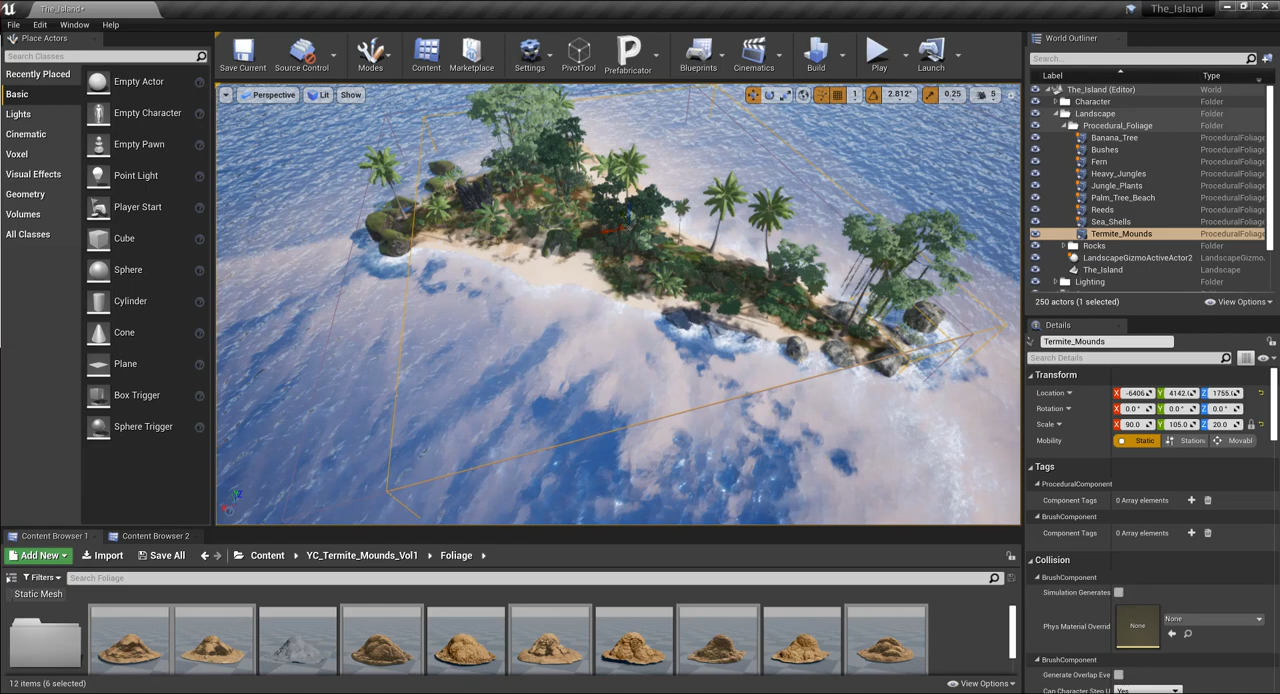 The_Island*
The_Island
File Edit Window Help
Place Actors
Search Classes
Recently Placed
Basic
Lights
Cinematic
Voxel
Visual Effects
Geometry
Volumes
All Classes
Empty Actor
Empty Character
Empty Pawn
Point Light
Player Start
Cube
Sphere
Cylinder
Cone
Plane
Box Trigger
Sphere Trigger
Save Current Source Control Modes Content Marketplace Settings PivotTool Prefabricator Blueprints Cinematics Build Play Launch
Perspective Lit Show 1 2.812° 0.25 5
World Outliner
Search...
Label Type
The_Island (Editor) World
Character Folder
Landscape Folder
Procedural_Foliage Folder
Banana_Tree ProceduralFoliage
Bushes ProceduralFoliage
Fern ProceduralFoliage
Heavy_Jungles ProceduralFoliage
Jungle_Plants ProceduralFoliage
Palm_Tree_Beach ProceduralFoliage
Reeds ProceduralFoliage
Sea_Shells ProceduralFoliage
Termite_Mounds ProceduralFoliage
Rocks Folder
LandscapeGizmoActiveActor2 LandscapeGizmo
The_Island Landscape
Lighting Folder
250 actors (1 selected) View Options
Details
Termite_Mounds
Search Details
Transform
Location X -6406 Y 4142. Z 1755.
Rotation X 0.0 ° Y 0.0 ° Z 0.0 °
Scale X 90.0 Y 105.0 Z 20.0
Mobility Static Station Movabl
Tags
ProceduralComponent
Component Tags 0 Array elements
BrushComponent
Component Tags 0 Array elements
Collision
BrushComponent
Simulation Generates
Phys Material Overrid None None
BrushComponent
Generate Overlap Eve
Can Character Step U Yes
Content Browser 1 Content Browser 2
Add New Import Save All Content YC_Termite_Mounds_Vol1 Foliage
Filters Search Foliage
Static Mesh
12 items (6 selected) View Options